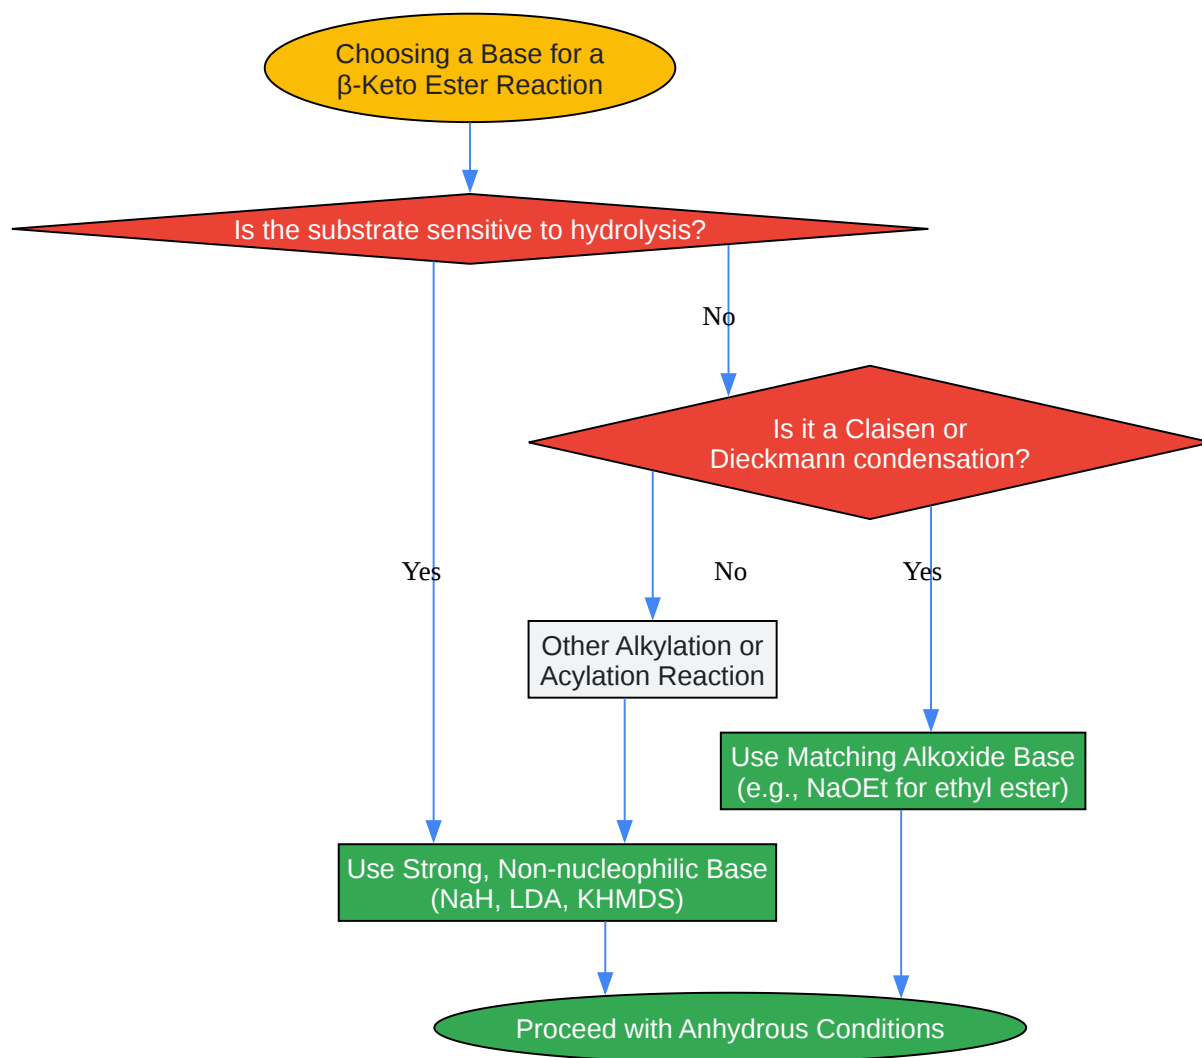 Choosing a Base for a
β-Keto Ester Reaction
Is the substrate sensitive to hydrolysis?
No
Is it a Claisen or
Dieckmann condensation?
Yes
No
Yes
Other Alkylation or
Acylation Reaction
Use Matching Alkoxide Base
(e.g., NaOEt for ethyl ester)
Use Strong, Non-nucleophilic Base
(NaH, LDA, KHMDS)
Proceed with Anhydrous Conditions